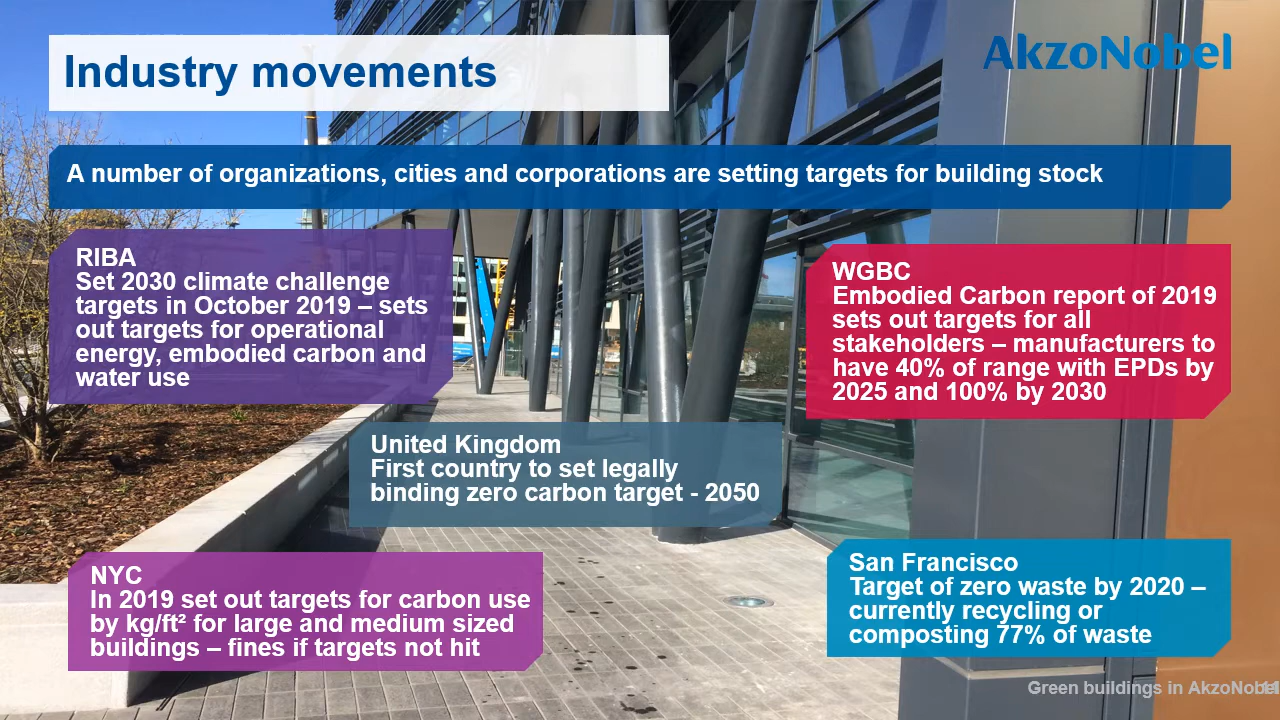 Industry movements
AkzoNobel
A number of organizations, cities and corporations are setting targets for building stock
RIBA
Set 2030 climate challenge
targets in October 2019 – sets
out targets for operational
energy, embodied carbon and
water use
WGBC
Embodied Carbon report of 2019
sets out targets for all
stakeholders – manufacturers to
have 40% of range with EPDs by
2025 and 100% by 2030
United Kingdom
First country to set legally
binding zero carbon target - 2050
NYC
In 2019 set out targets for carbon use
by kg/ft² for large and medium sized
buildings – fines if targets not hit
San Francisco
Target of zero waste by 2020 –
currently recycling or
composting 77% of waste
Green buildings in AkzoNobel